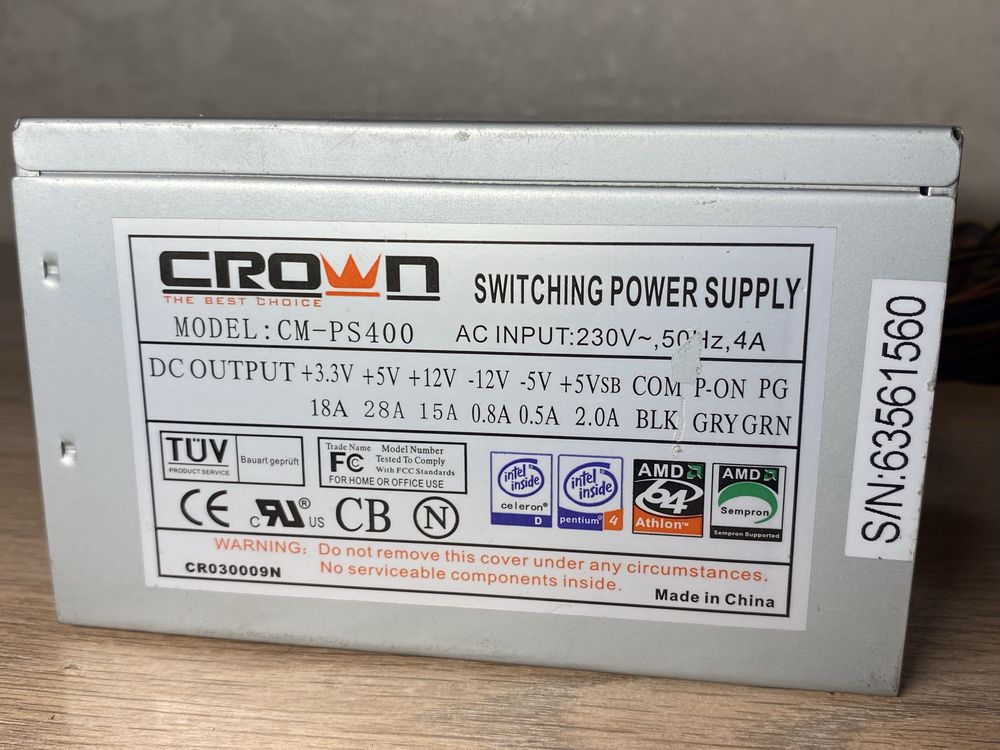 CROWN
THE BEST CHOICE
SWITCHING POWER SUPPLY
MODEL:CM-PS400
AC INPUT:230V~,50Hz,4A
DC OUTPUT +3.3V +5V +12V -12V -5V +5VSB COM P-ON PG
18A 28A 15A 0.8A 0.5A 2.0A BLK GRY GRN
TÜV
PRODUCT SERVICE
Bauart geprüft
Trade Name Model Number
FC Tested To Comply
With FCC Standards
FOR HOME OR OFFICE USE
CE c RU ® US CB N
intel inside
celeron®
D
intel inside
pentium® 4
AMD
64
Athlon™
AMD
Sempron
Sempron Supported
WARNING: Do not remove this cover under any circumstances.
No serviceable components inside.
CR030009N
Made in China
S/N:63561560